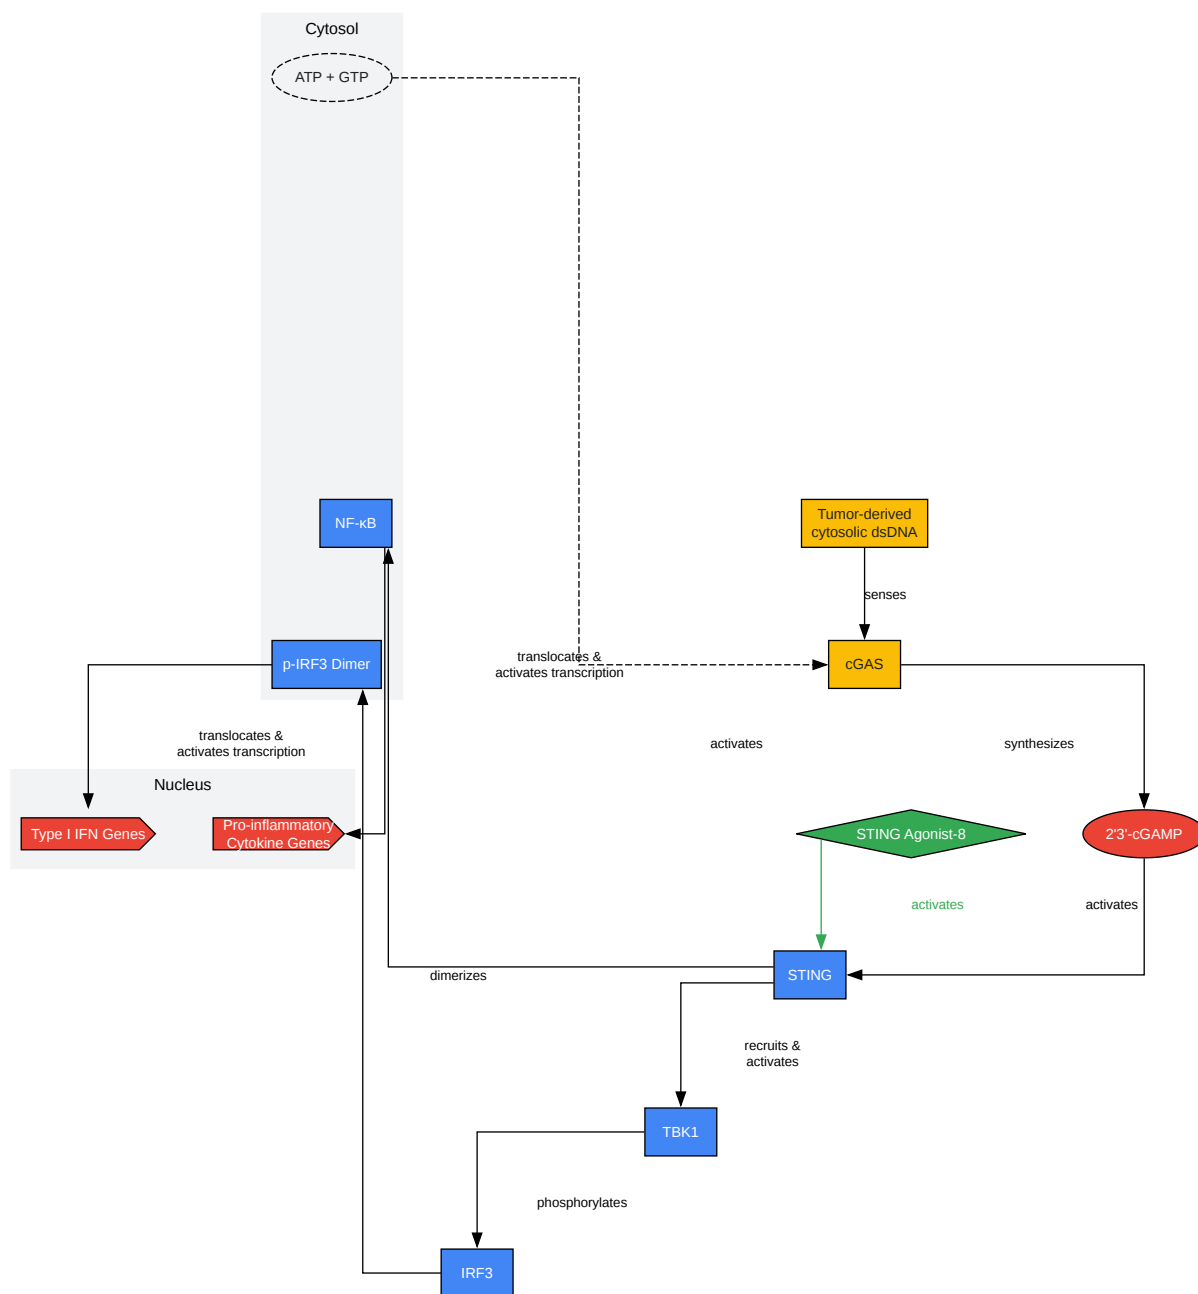 Cytosol
ATP + GTP
NF-κB
Tumor-derived
cytosolic dsDNA
senses
p-IRF3 Dimer
translocates &
activates transcription
cGAS
translocates &
activates transcription
activates
synthesizes
Nucleus
Type I IFN Genes
Pro-inflammatory
Cytokine Genes
STING Agonist-8
2'3'-cGAMP
activates
activates
dimerizes
STING
recruits &
activates
TBK1
phosphorylates
IRF3